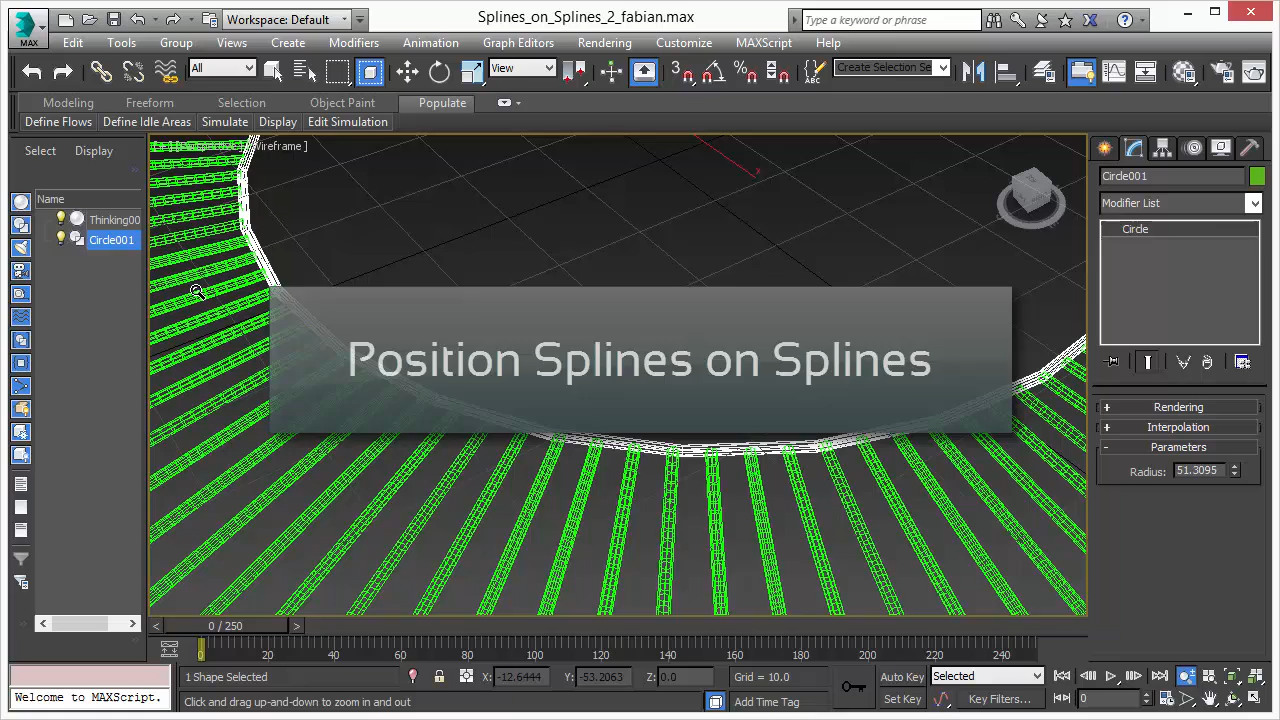 Workspace: Default
Splines_on_Splines_2_fabian.max
Type a keyword or phrase
MAX
Edit Tools Group Views Create Modifiers Animation Graph Editors Rendering Customize MAXScript Help
All
View
3
ABC
Create Selection Se
Modeling Freeform Selection Object Paint Populate
Define Flows Define Idle Areas Simulate Display Edit Simulation
Select Display
ireframe ]
x
Name
Thinking00
Circle001
Circle001
Modifier List
Circle
Position Splines on Splines
+ Rendering
+ Interpolation
- Parameters
Radius: 51.3095
< 0 / 250 >
0 20 40 60 80 100 120 140 160 180 200 220 240
1 Shape Selected
X: -12.6444 Y: -53.2063 Z: 0.0
Grid = 10.0
Auto Key
Selected
Welcome to MAXScript.
Click and drag up-and-down to zoom in and out
Add Time Tag
Set Key
Key Filters...
0